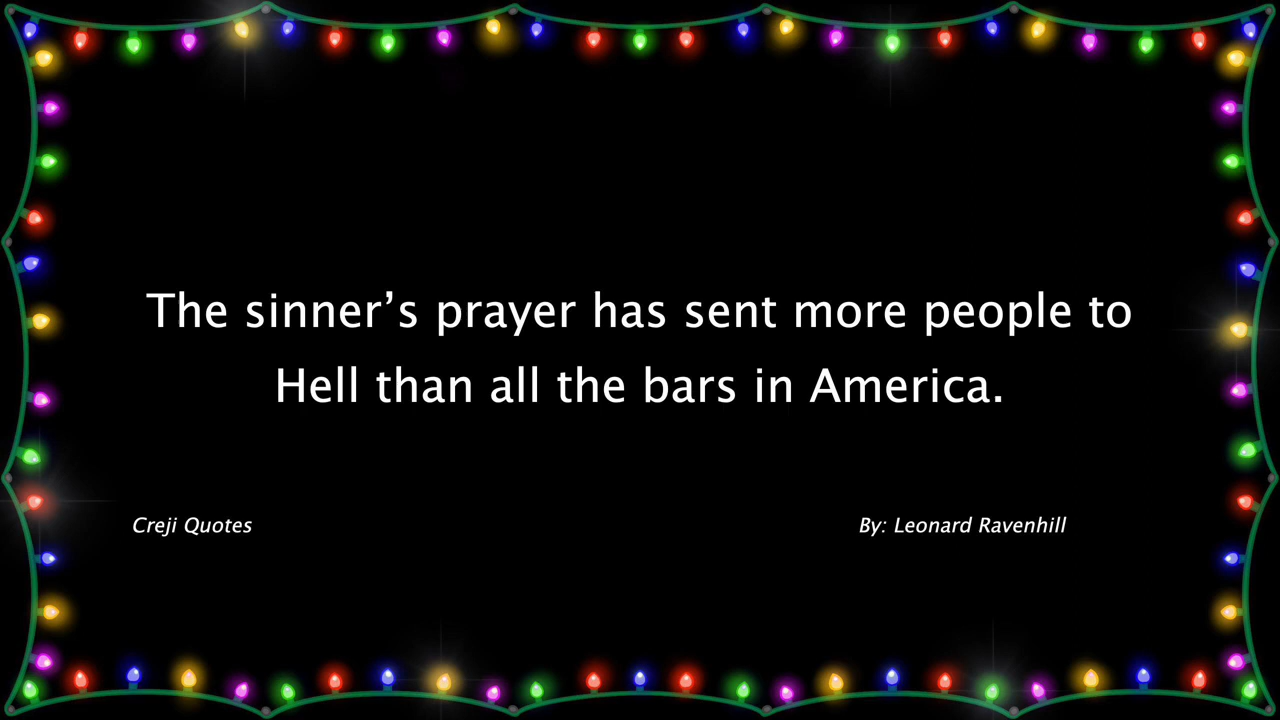 The sinner’s prayer has sent more people to
Hell than all the bars in America.
Creji Quotes
By: Leonard Ravenhill